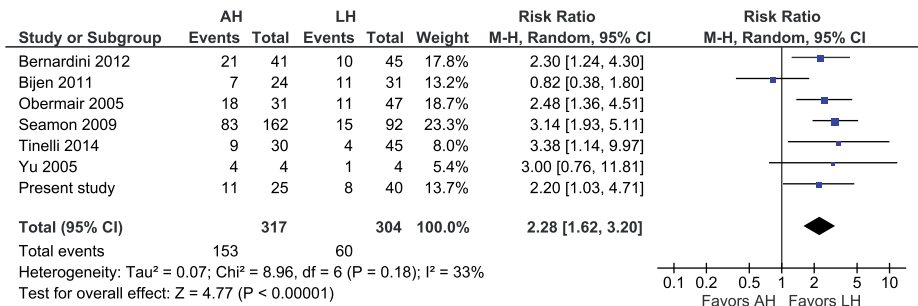 AH LH Risk Ratio Risk Ratio
Study or Subgroup Events Total Events Total Weight M-H, Random, 95% CI M-H, Random, 95% CI
Bernardini 2012 21 41 10 45 17.8% 2.30 [1.24, 4.30]
Bijen 2011 7 24 11 31 13.2% 0.82 [0.38, 1.80]
Obermair 2005 18 31 11 47 18.7% 2.48 [1.36, 4.51]
Seamon 2009 83 162 15 92 23.3% 3.14 [1.93, 5.11]
Tinelli 2014 9 30 4 45 8.0% 3.38 [1.14, 9.97]
Yu 2005 4 4 1 4 5.4% 3.00 [0.76, 11.81]
Present study 11 25 8 40 13.7% 2.20 [1.03, 4.71]
Total (95% CI) 317 304 100.0% 2.28 [1.62, 3.20]
Total events 153 60
Heterogeneity: Tau² = 0.07; Chi² = 8.96, df = 6 (P = 0.18); I² = 33%
Test for overall effect: Z = 4.77 (P < 0.00001)
0.1 0.2 0.5 1 2 5 10
Favors AH Favors LH